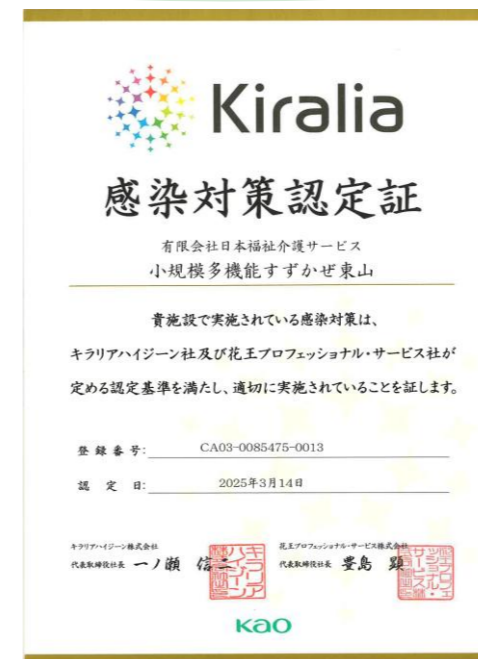 Kiralia
感染対策認定証
有限会社日本福祉介護サービス
小規模多機能すずかぜ東山
貴施設で実施されている感染対策は、
キラリアハイジーン社及び花王プロフェッショナル・サービス社が
定める認定基準を満たし、適切に実施されていることを証します。
登録番号: CA03-0085475-0013
認定日: 2025年3月14日
キラリアハイジーン株式会社
代表取締役社長 一ノ瀬 信二
花王プロフェッショナル・サービス株式会社
代表取締役社長 豊島 顕
Kao